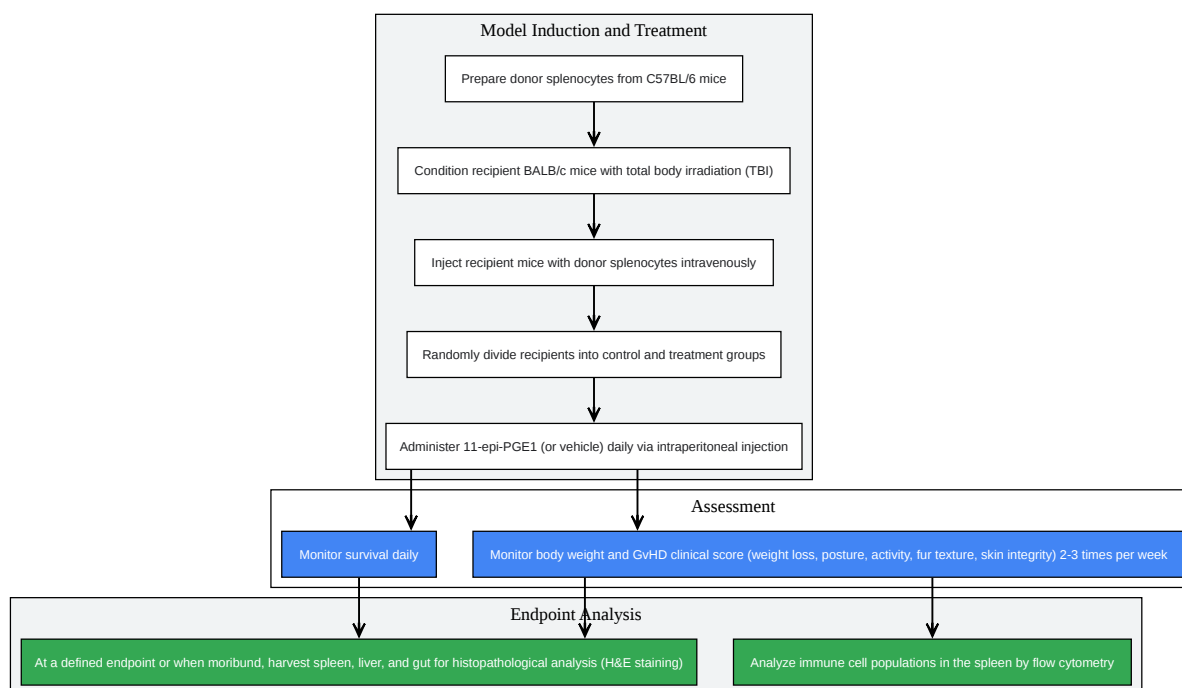 Model Induction and Treatment
Prepare donor splenocytes from C57BL/6 mice
Condition recipient BALB/c mice with total body irradiation (TBI)
Inject recipient mice with donor splenocytes intravenously
Randomly divide recipients into control and treatment groups
Administer 11-epi-PGE1 (or vehicle) daily via intraperitoneal injection
Assessment
Monitor survival daily
Monitor body weight and GvHD clinical score (weight loss, posture, activity, fur texture, skin integrity) 2-3 times per week
Endpoint Analysis
At a defined endpoint or when moribund, harvest spleen, liver, and gut for histopathological analysis (H&E staining)
Analyze immune cell populations in the spleen by flow cytometry